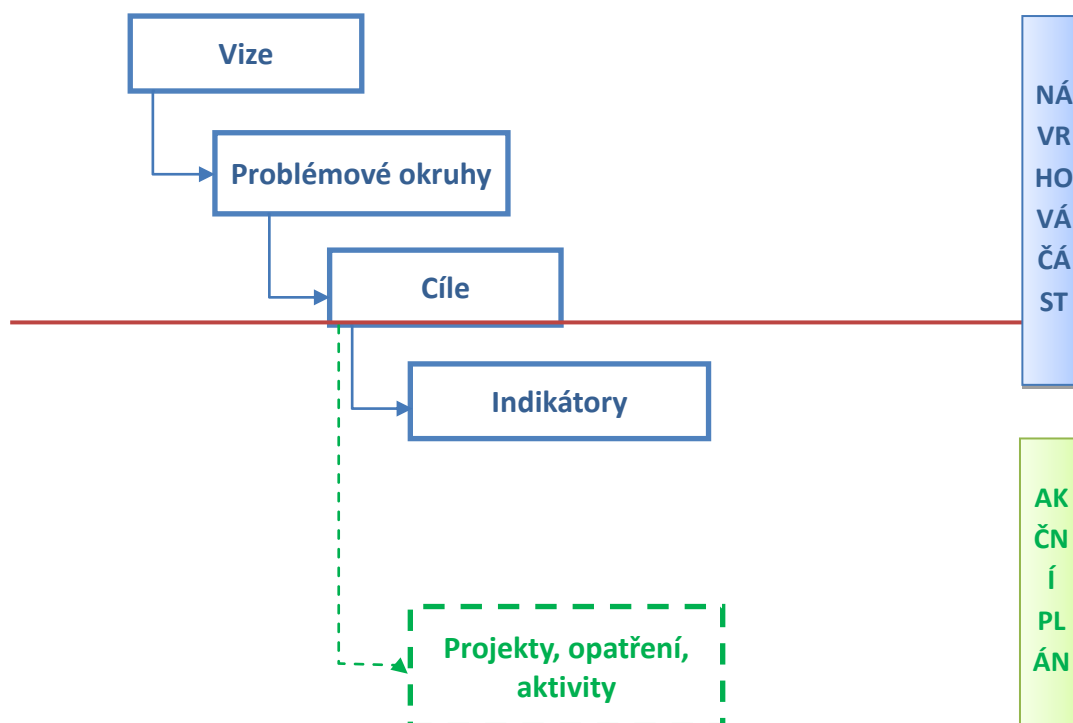 Vize
Problémové okruhy
Cíle
Indikátory
Projekty, opatření,
aktivity
NÁ
VR
HO
VÁ
ČÁ
ST
AK
ČN
Í
PL
ÁN